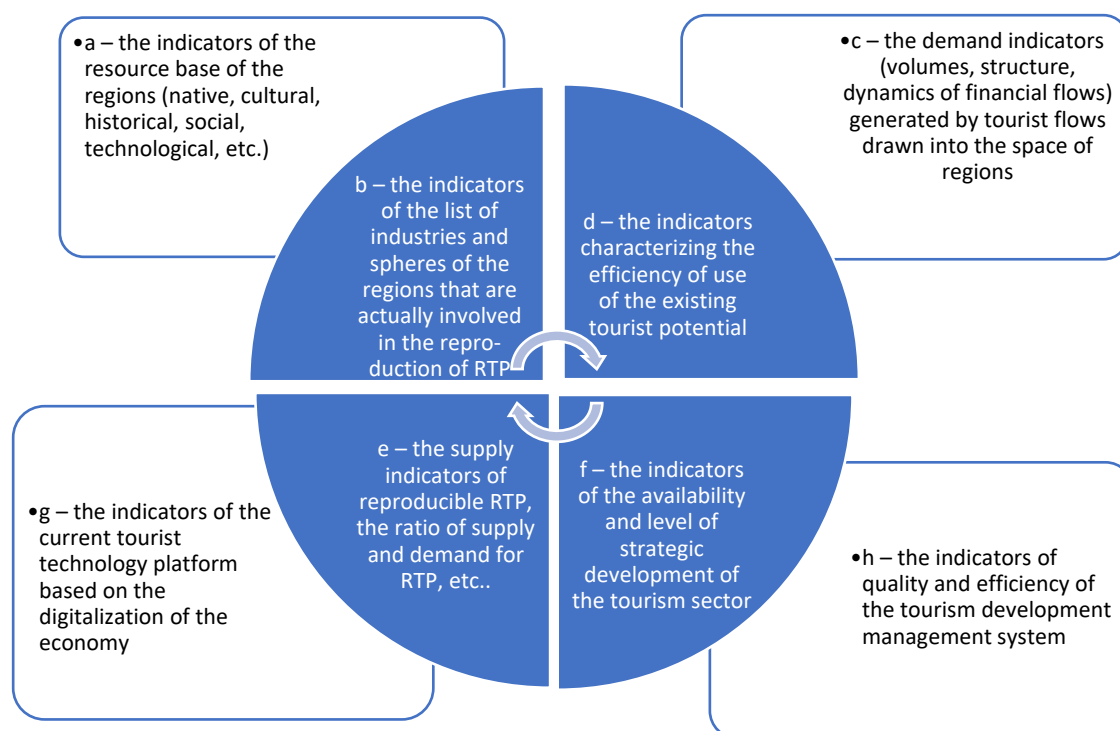 •a – the indicators of the
resource base of the
regions (native, cultural,
historical, social,
technological, etc.)
•c – the demand indicators
(volumes, structure,
dynamics of financial flows)
generated by tourist flows
drawn into the space of
regions
b – the indicators
of the list of
industries and
spheres of the
regions that are
actually involved
in the repro-
duction of RTP
d – the indicators
characterizing the
efficiency of use
of the existing
tourist potential
e – the supply
indicators of
reproducible RTP,
the ratio of supply
and demand for
RTP, etc..
f – the indicators
of the availability
and level of
strategic
development of
the tourism sector
•g – the indicators of the
current tourist
technology platform
based on the
digitalization of the
economy
•h – the indicators of
quality and efficiency of
the tourism development
management system